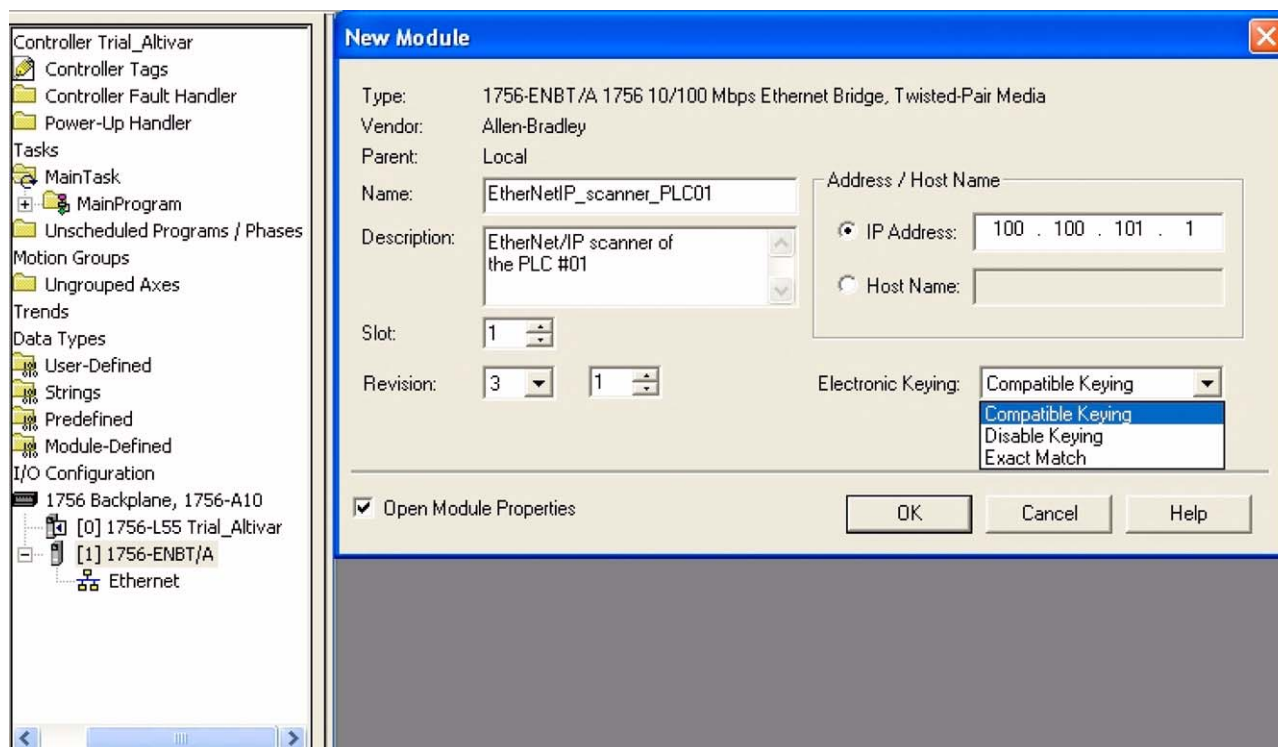 Controller Trial_Altivar
Controller Tags
Controller Fault Handler
Power-Up Handler
Tasks
MainTask
MainProgram
Unscheduled Programs / Phases
Motion Groups
Ungrouped Axes
Trends
Data Types
User-Defined
Strings
Predefined
Module-Defined
I/O Configuration
1756 Backplane, 1756-A10
[0] 1756-L55 Trial_Altivar
[1] 1756-ENBT/A
Ethernet
New Module
Type: 1756-ENBT/A 1756 10/100 Mbps Ethernet Bridge, Twisted-Pair Media
Vendor: Allen-Bradley
Parent: Local
Name: EtherNetIP_scanner_PLC01
Description: EtherNet/IP scanner of
the PLC #01
Slot: 1
Revision: 3 1
Address / Host Name
IP Address: 100 . 100 . 101 . 1
Host Name:
Electronic Keying: Compatible Keying
Compatible Keying
Disable Keying
Exact Match
Open Module Properties
OK Cancel Help